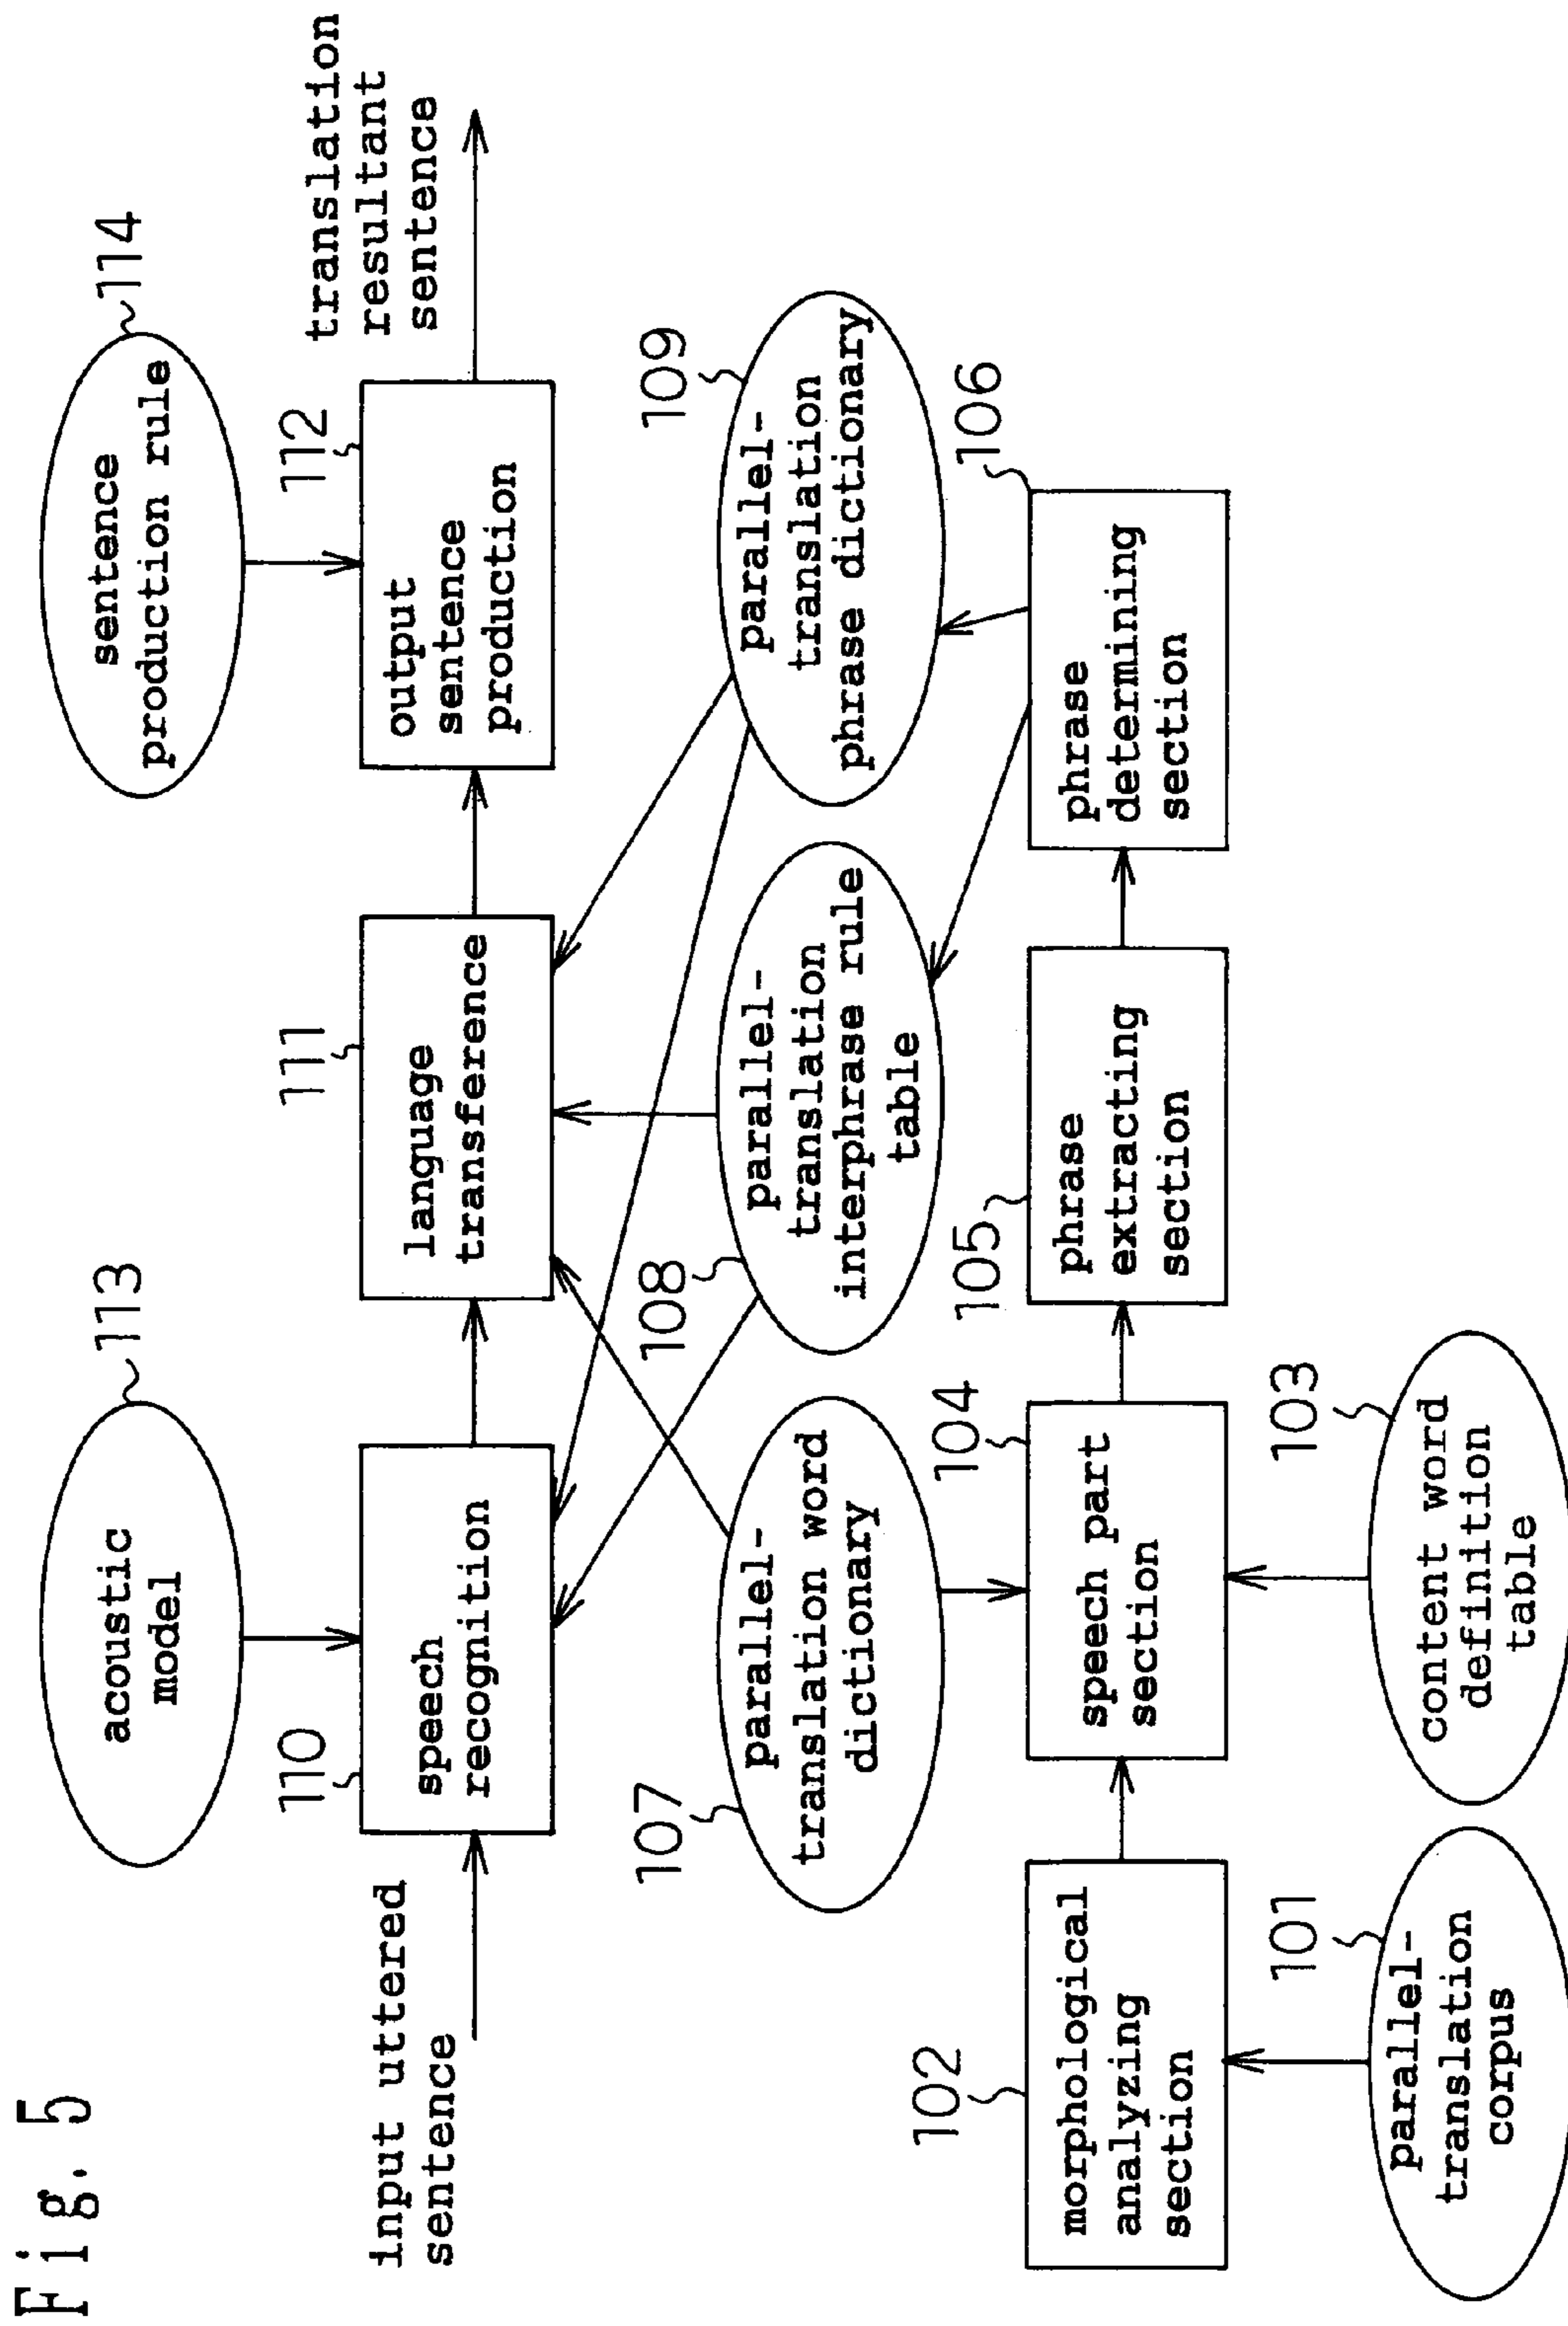 Fig. 5
acoustic
model
113
sentence
production rule
114
input uttered
sentence
110
speech
recognition
111
language
transference
112
output
sentence
production
translation
resultant
sentence
107
parallel-
translation word
dictionary
108
parallel-
translation
interphrase rule
table
109
parallel-
translation
phrase dictionary
102
morphological
analyzing
section
104
speech part
section
105
phrase
extracting
section
106
phrase
determining
section
101
parallel-
translation
corpus
103
content word
definition
table